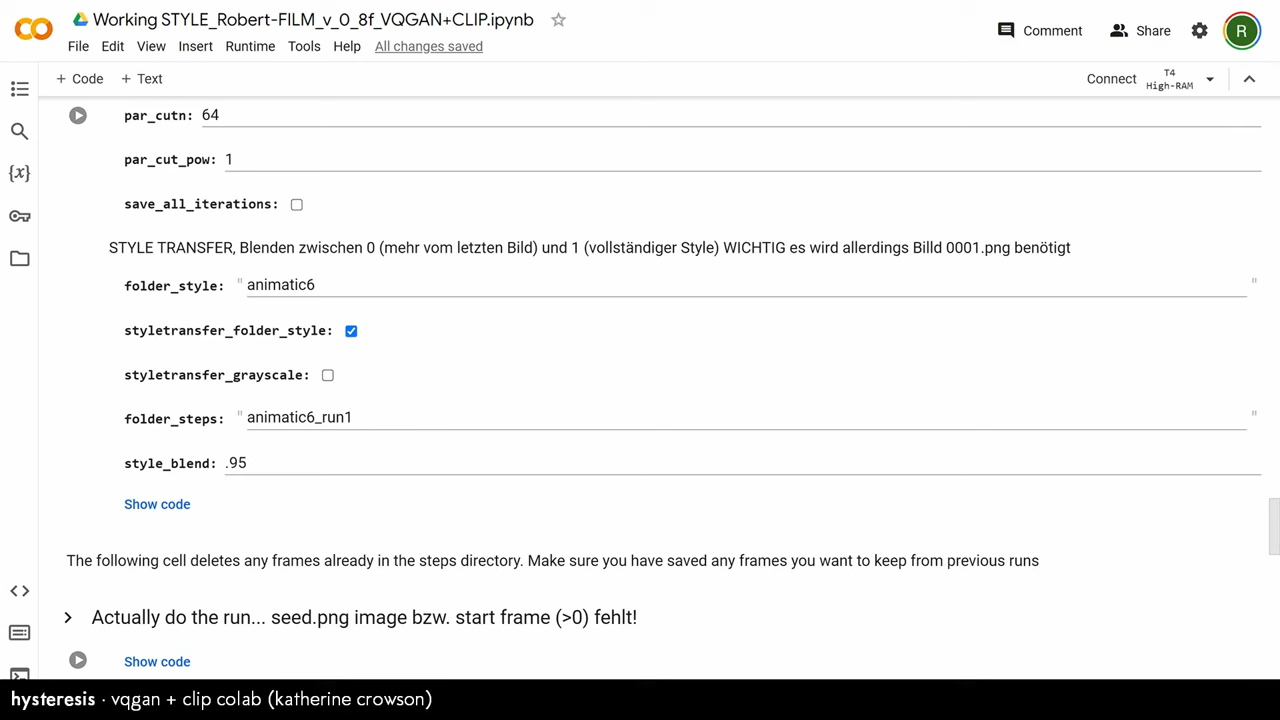 Working STYLE_Robert-FILM_v_0_8f_VQGAN+CLIP.ipynb
File Edit View Insert Runtime Tools Help All changes saved
Comment Share R
+ Code + Text
Connect T4 High-RAM
par_cutn: 64
par_cut_pow: 1
save_all_iterations:
STYLE TRANSFER, Blenden zwischen 0 (mehr vom letzten Bild) und 1 (vollständiger Style) WICHTIG es wird allerdings Billd 0001.png benötigt
folder_style: " animatic6 "
styletransfer_folder_style:
styletransfer_grayscale:
folder_steps: " animatic6_run1 "
style_blend: .95
Show code
The following cell deletes any frames already in the steps directory. Make sure you have saved any frames you want to keep from previous runs
Actually do the run... seed.png image bzw. start frame (>0) fehlt!
Show code
hysteresis · vqgan + clip colab (katherine crowson)